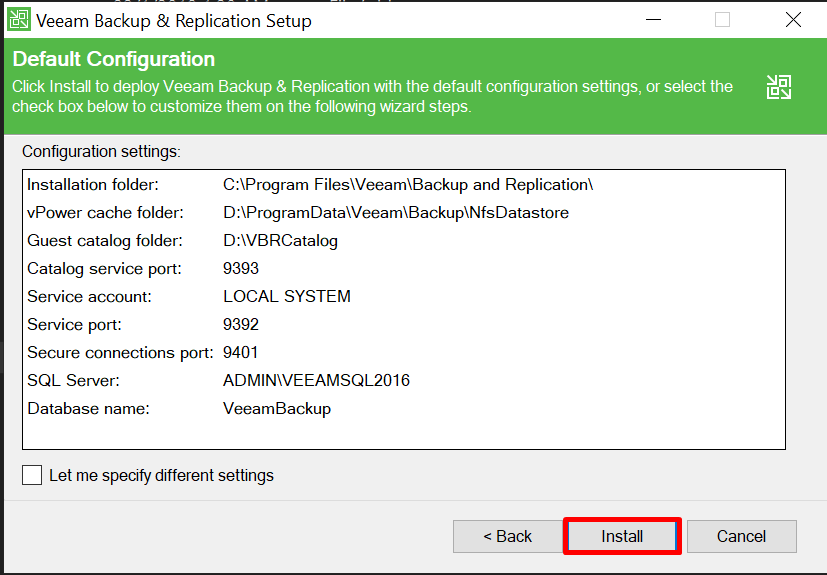 Veeam Backup & Replication Setup
Default Configuration
Click Install to deploy Veeam Backup & Replication with the default configuration settings, or select the
check box below to customize them on the following wizard steps.
Configuration settings:
Installation folder: C:\Program Files\Veeam\Backup and Replication\
vPower cache folder: D:\ProgramData\Veeam\Backup\NfsDatastore
Guest catalog folder: D:\VBRCatalog
Catalog service port: 9393
Service account: LOCAL SYSTEM
Service port: 9392
Secure connections port: 9401
SQL Server: ADMIN\VEEAMSQL2016
Database name: VeeamBackup
Let me specify different settings
< Back Install Cancel